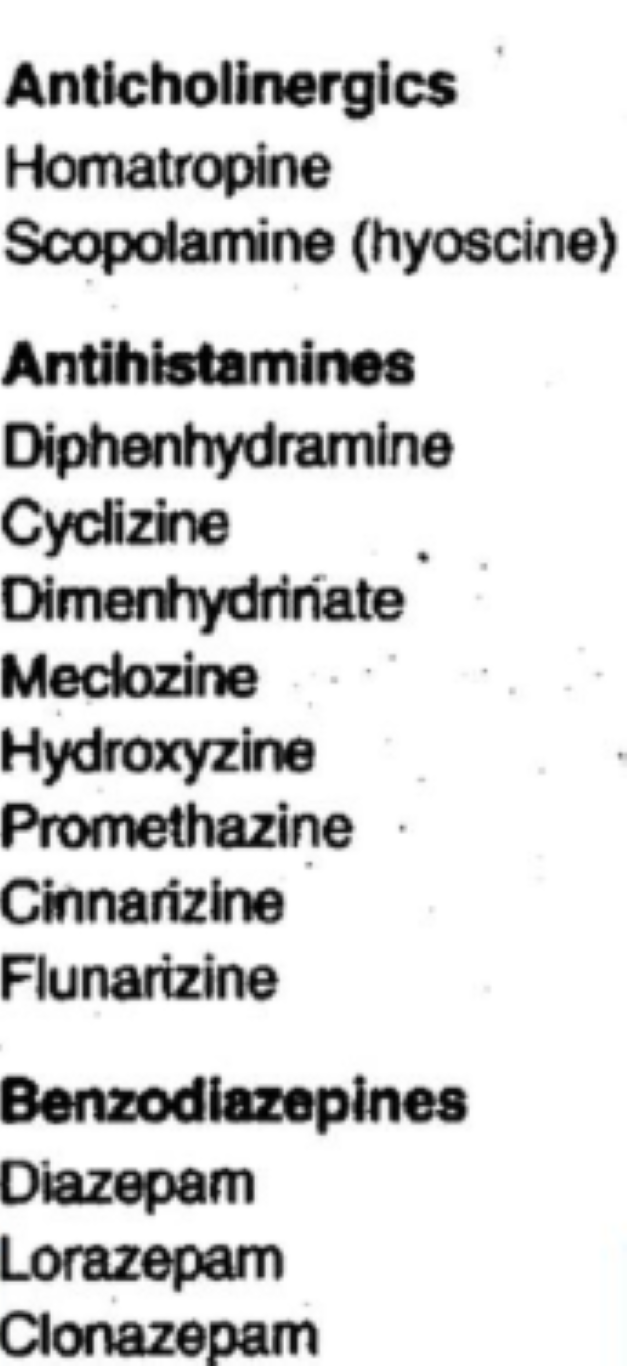 Anticholinergics
Homatropine
Scopolamine (hyoscine)
Antihistamines
Diphenhydramine
Cyclizine
Dimenhydrinate
Meclozine
Hydroxyzine
Promethazine
Cinnarizine
Flunarizine
Benzodiazepines
Diazepam
Lorazepam
Clonazepam